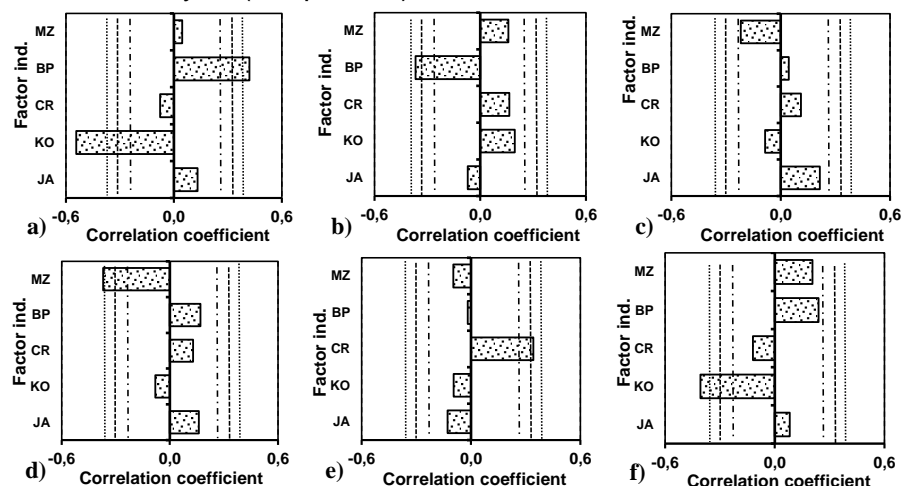 Factor ind.
MZ
BP
CR
KO
JA
-0,6 0,0 0,6
a) Correlation coefficient
Factor ind.
MZ
BP
CR
KO
JA
-0,6 0,0 0,6
b) Correlation coefficient
Factor ind.
MZ
BP
CR
KO
JA
-0,6 0,0 0,6
c) Correlation coefficient
Factor ind.
MZ
BP
CR
KO
JA
-0,6 0,0 0,6
d) Correlation coefficient
Factor ind.
MZ
BP
CR
KO
JA
-0,6 0,0 0,6
e) Correlation coefficient
Factor ind.
MZ
BP
CR
KO
JA
-0,6 0,0 0,6
f) Correlation coefficient